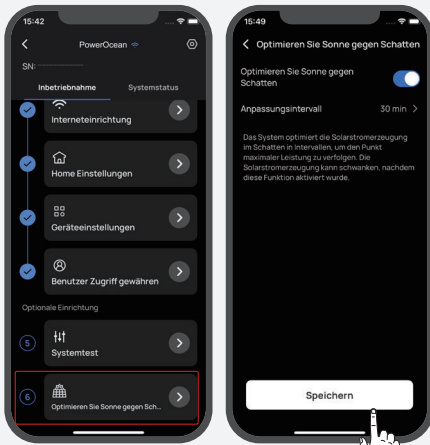 15:42
PowerOcean
SN:
Inbetriebnahme
Systemstatus
Interneteinrichtung
Home Einstellungen
Geräteeinstellungen
Benutzer Zugriff gewähren
Optionale Einrichtung
5
Systemtest
6
Optimieren Sie Sonne gegen Sch...
15:49
Optimieren Sie Sonne gegen Schatten
Optimieren Sie Sonne gegen
Schatten
Anpassungsintervall
30 min
Das System optimiert die Solarstromerzeugung
im Schatten in Intervallen, um den Punkt
maximaler Leistung zu verfolgen. Die
Solarstromerzeugung kann schwanken, nachdem
diese Funktion aktiviert wurde.
Speichern